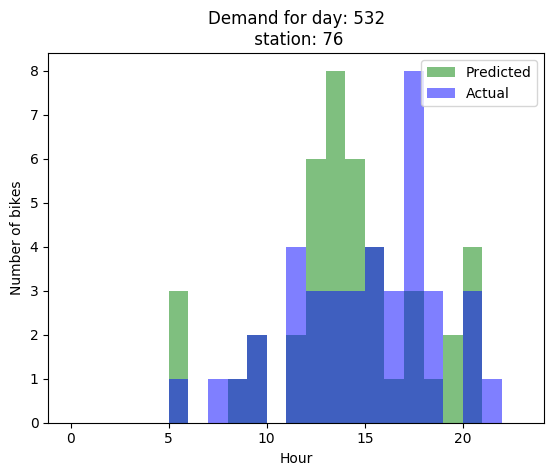 Demand for day: 532
station: 76
Predicted
Actual
8
7
6
5
4
3
2
1
0
Number of bikes
0 5 10 15 20
Hour